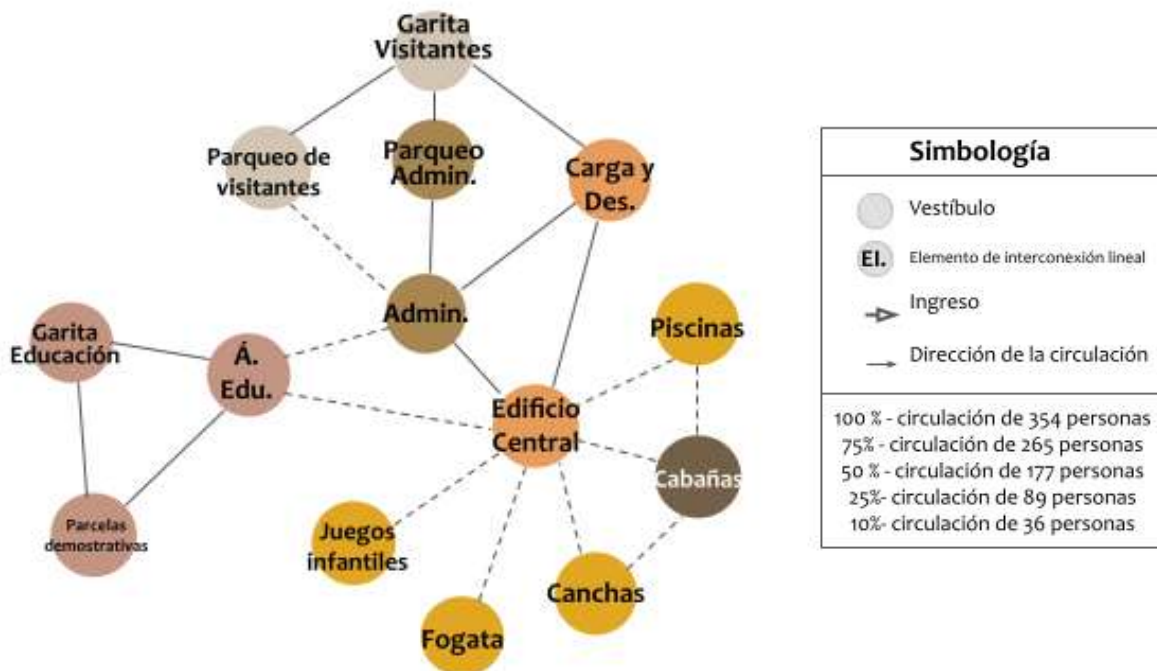 Garita
Visitantes
Parqueo de
visitantes
Parqueo
Admin.
Carga y
Des.
Admin.
Piscinas
Garita
Educación
Á.
Edu.
Edificio
Central
Cabañas
Parcelas
demostrativas
Juegos
infantiles
Canchas
Fogata
Simbología
Vestíbulo
El. Elemento de interconexión lineal
Ingreso
Dirección de la circulación
100 % - circulación de 354 personas
75% - circulación de 265 personas
50 % - circulación de 177 personas
25%- circulación de 89 personas
10%- circulación de 36 personas